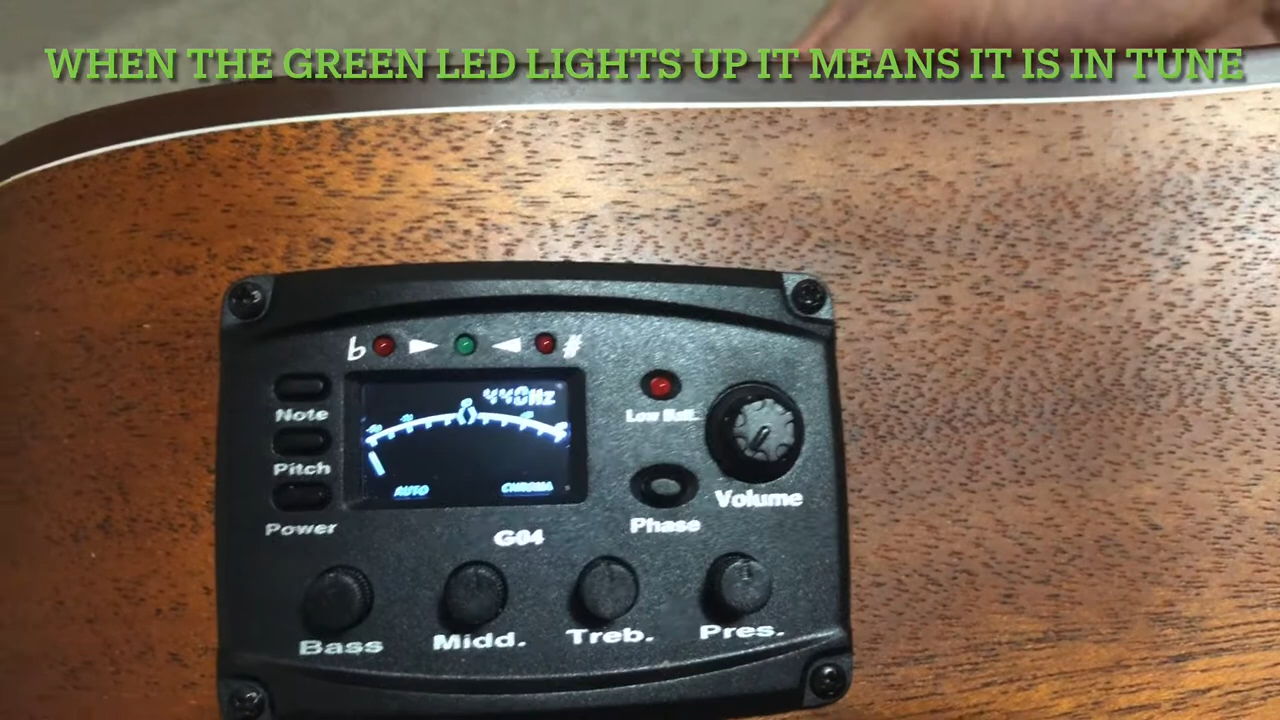 WHEN THE GREEN LED LIGHTS UP IT MEANS IT IS IN TUNE
b #
440Hz
Note
Low Batt.
Pitch
Volume
AUTO CHROMA
Power
Phase
G04
Bass Midd. Treb. Pres.